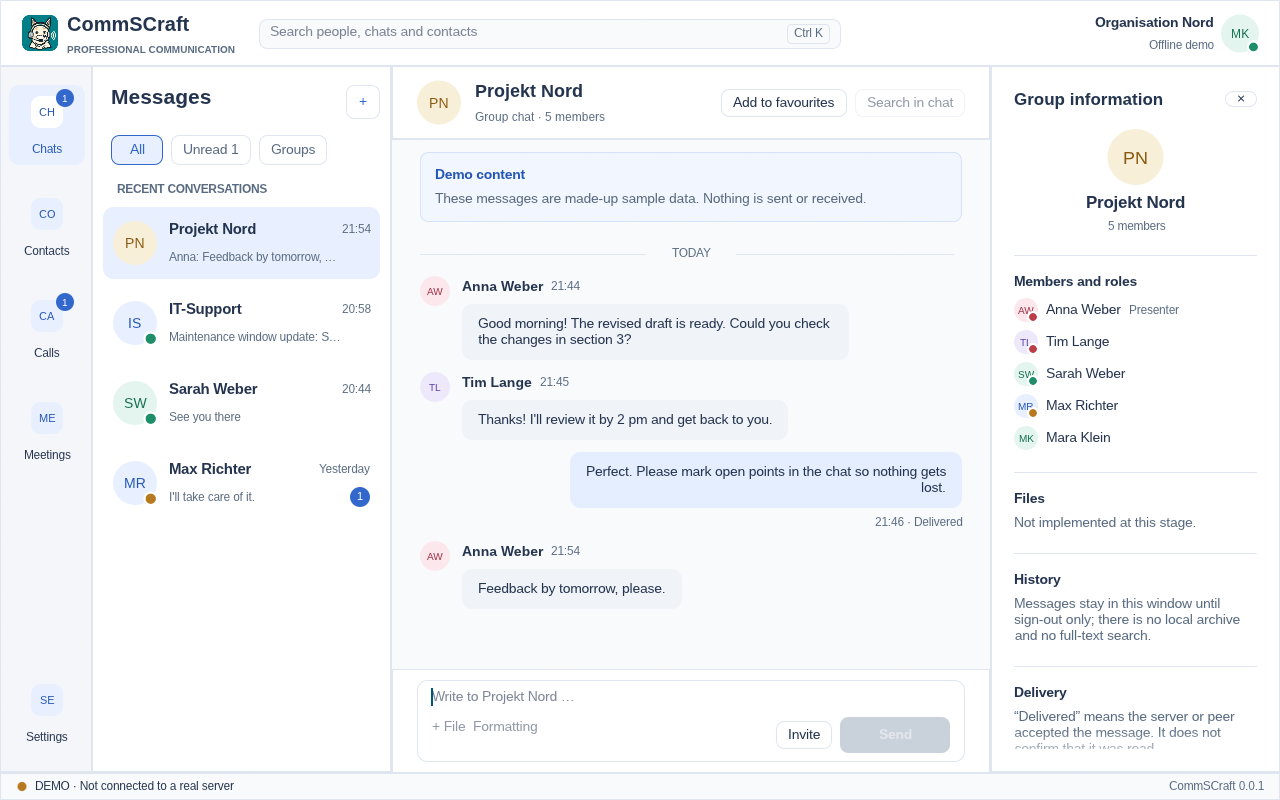 CommSCraft
PROFESSIONAL COMMUNICATION
Search people, chats and contacts
Ctrl K
Organisation Nord
Offline demo
MK
CH
1
Chats
CO
Contacts
CA
1
Calls
ME
Meetings
SE
Settings
Messages
+
All
Unread 1
Groups
RECENT CONVERSATIONS
PN
Projekt Nord
21:54
Anna: Feedback by tomorrow, …
IS
IT-Support
20:58
Maintenance window update: S…
SW
Sarah Weber
20:44
See you there
MR
Max Richter
Yesterday
I'll take care of it.
1
PN
Projekt Nord
Group chat · 5 members
Add to favourites
Search in chat
Demo content
These messages are made-up sample data. Nothing is sent or received.
TODAY
AW
Anna Weber 21:44
Good morning! The revised draft is ready. Could you check
the changes in section 3?
TL
Tim Lange 21:45
Thanks! I'll review it by 2 pm and get back to you.
Perfect. Please mark open points in the chat so nothing gets
lost.
21:46 · Delivered
AW
Anna Weber 21:54
Feedback by tomorrow, please.
Write to Projekt Nord …
+ File Formatting
Invite
Send
Group information
✕
PN
Projekt Nord
5 members
Members and roles
AW
Anna Weber Presenter
TL
Tim Lange
SW
Sarah Weber
MR
Max Richter
MK
Mara Klein
Files
Not implemented at this stage.
History
Messages stay in this window until
sign-out only; there is no local archive
and no full-text search.
Delivery
“Delivered” means the server or peer
accepted the message. It does not
confirm that it was read.
DEMO · Not connected to a real server
CommSCraft 0.0.1